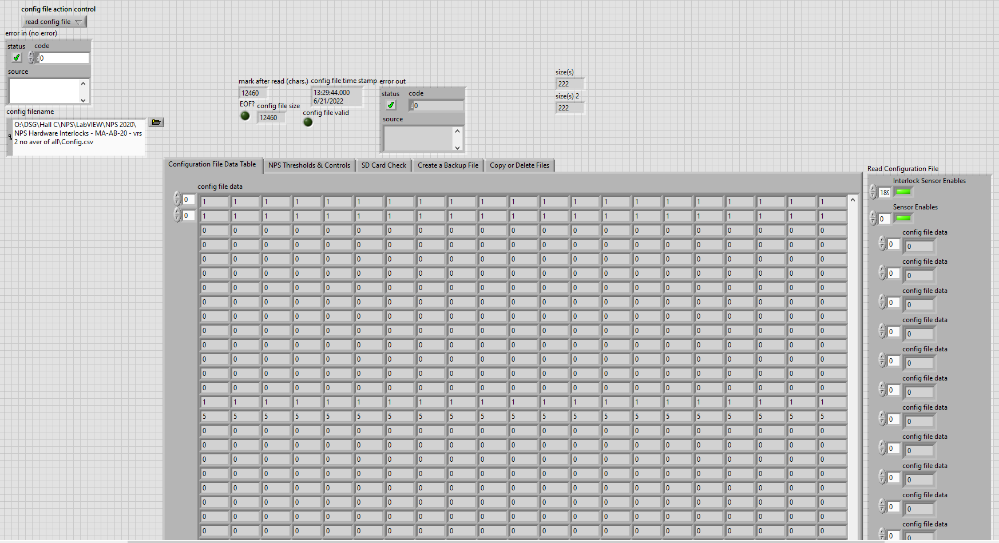 config file action control
read config file
error in (no error)
status code
0
source
config filename
O:\DSG\Hall C\NPS\LabVIEW\NPS 2020\
NPS Hardware Interlocks - MA-AB-20 - vrs
2 no aver of all\Config.csv
mark after read (chars.) config file time stamp error out
12460
13:29:44.000
6/21/2022
EOF? config file size
12460
config file valid
status code
0
source
size(s)
222
size(s) 2
222
Configuration File Data Table NPS Thresholds & Controls SD Card Check Create a Backup File Copy or Delete Files
config file data
0
0
1 1 1 1 1 1 1 1 1 1 1 1 1 1 1 1 1 1 1 1 1
1 1 1 1 1 1 1 1 1 1 1 1 1 1 1 1 1 1 1 1 1
0 0 0 0 0 0 0 0 0 0 0 0 0 0 0 0 0 0 0 0 0
0 0 0 0 0 0 0 0 0 0 0 0 0 0 0 0 0 0 0 0 0
0 0 0 0 0 0 0 0 0 0 0 0 0 0 0 0 0 0 0 0 0
0 0 0 0 0 0 0 0 0 0 0 0 0 0 0 0 0 0 0 0 0
0 0 0 0 0 0 0 0 0 0 0 0 0 0 0 0 0 0 0 0 0
0 0 0 0 0 0 0 0 0 0 0 0 0 0 0 0 0 0 0 0 0
0 0 0 0 0 0 0 0 0 0 0 0 0 0 0 0 0 0 0 0 0
0 0 0 0 0 0 0 0 0 0 0 0 0 0 0 0 0 0 0 0 0
0 0 0 0 0 0 0 0 0 0 0 0 0 0 0 0 0 0 0 0 0
0 0 0 0 0 0 0 0 0 0 0 0 0 0 0 0 0 0 0 0 0
0 0 0 0 0 0 0 0 0 0 0 0 0 0 0 0 0 0 0 0 0
0 0 0 0 0 0 0 0 0 0 0 0 0 0 0 0 0 0 0 0 0
1 1 1 1 1 1 1 1 1 1 1 1 1 1 1 1 1 1 1 1 1
5 5 5 5 5 5 5 5 5 5 5 5 5 5 5 5 5 5 5 5 5
0 0 0 0 0 0 0 0 0 0 0 0 0 0 0 0 0 0 0 0 0
0 0 0 0 0 0 0 0 0 0 0 0 0 0 0 0 0 0 0 0 0
0 0 0 0 0 0 0 0 0 0 0 0 0 0 0 0 0 0 0 0 0
0 0 0 0 0 0 0 0 0 0 0 0 0 0 0 0 0 0 0 0 0
0 0 0 0 0 0 0 0 0 0 0 0 0 0 0 0 0 0 0 0 0
0 0 0 0 0 0 0 0 0 0 0 0 0 0 0 0 0 0 0 0 0
0 0 0 0 0 0 0 0 0 0 0 0 0 0 0 0 0 0 0 0 0
0 0 0 0 0 0 0 0 0 0 0 0 0 0 0 0 0 0 0 0 0
Read Configuration File
Interlock Sensor Enables
Sensor Enables
0
config file data
0 0
config file data
0 0
config file data
0 0
config file data
0 0
config file data
0 0
config file data
0 0
config file data
0 0
config file data
0 0
config file data
0 0
config file data
0 0
config file data
0 0